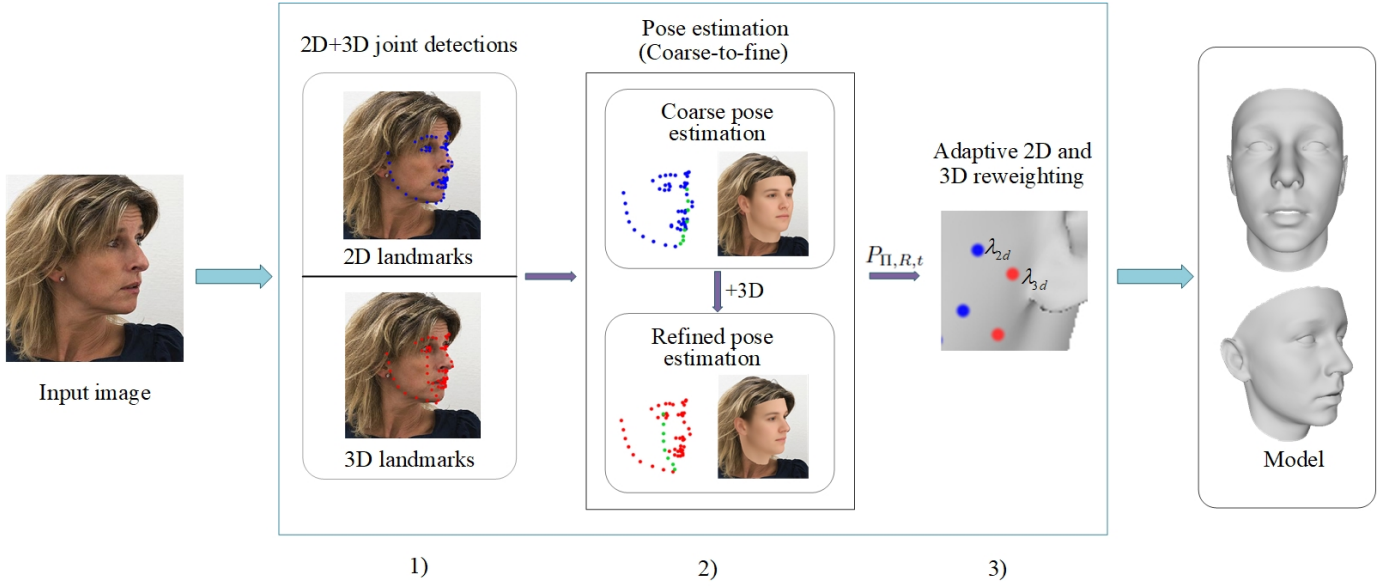 Input image
2D+3D joint detections
2D landmarks
3D landmarks
1)
Pose estimation
(Coarse-to-fine)
Coarse pose
estimation
+3D
Refined pose
estimation
2)
P_{Π,R,t}
Adaptive 2D and
3D reweighting
λ_{2d}
λ_{3d}
3)
Model